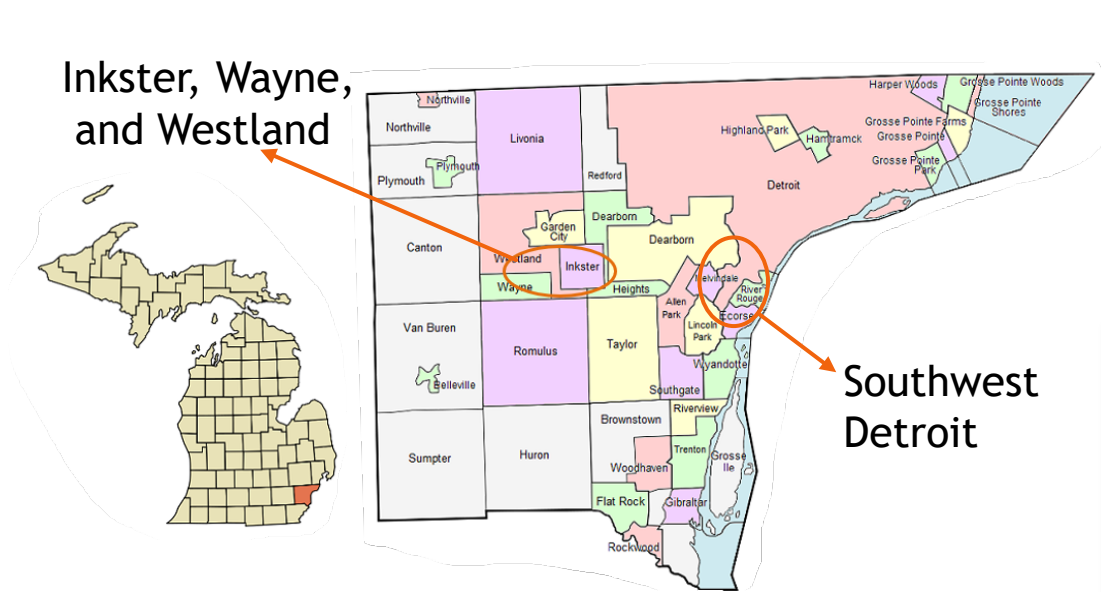 Inkster, Wayne,
and Westland
Northville
Northville
Plymouth
Plymouth
Livonia
Redford
Highland Park
Hamtramck
Harper Woods
Grosse Pointe Woods
Grosse Pointe
Shores
Grosse Pointe Farms
Grosse Pointe
Grosse Pointe
Park
Detroit
Canton
Garden
City
Dearborn
Dearborn
Westland
Inkster
Wayne
Heights
Melvindale
River
Rouge
Ecorse
Allen
Park
Lincoln
Park
Van Buren
Belleville
Romulus
Taylor
Wyandotte
Southgate
Southwest
Detroit
Riverview
Brownstown
Trenton
Grosse
Ile
Sumpter
Huron
Woodhaven
Flat Rock
Gibraltar
Rockwood